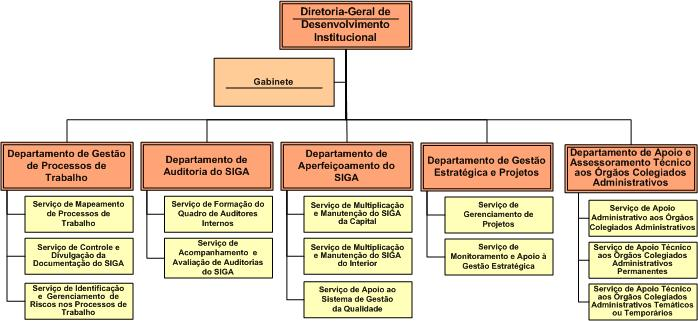 Diretoria-Geral de
Desenvolvimento
Institucional
Gabinete
Departamento de Gestão
de Processos de
Trabalho
Serviço de Mapeamento
de Processos de
Trabalho
Serviço de Controle e
Divulgação da
Documentação do SIGA
Serviço de Identificação
e Gerenciamento de
Riscos nos Processos de
Trabalho
Departamento de
Auditoria do SIGA
Serviço de Formação do
Quadro de Auditores
Internos
Serviço de
Acompanhamento e
Avaliação de Auditorias
do SIGA
Departamento de
Aperfeiçoamento do
SIGA
Serviço de Multiplicação
e Manutenção do SIGA
da Capital
Serviço de Multiplicação
e Manutenção do SIGA
do Interior
Serviço de Apoio ao
Sistema de Gestão
da Qualidade
Departamento de Gestão
Estratégica e Projetos
Serviço de
Gerenciamento de
Projetos
Serviço de
Monitoramento e Apoio à
Gestão Estratégica
Departamento de Apoio e
Assessoramento Técnico
aos Órgãos Colegiados
Administrativos
Serviço de Apoio
Administrativo aos Órgãos
Colegiados Administrativos
Serviço de Apoio Técnico
aos Órgãos Colegiados
Administrativos
Permanentes
Serviço de Apoio Técnico
aos Órgãos Colegiados
Administrativos Temáticos
ou Temporários